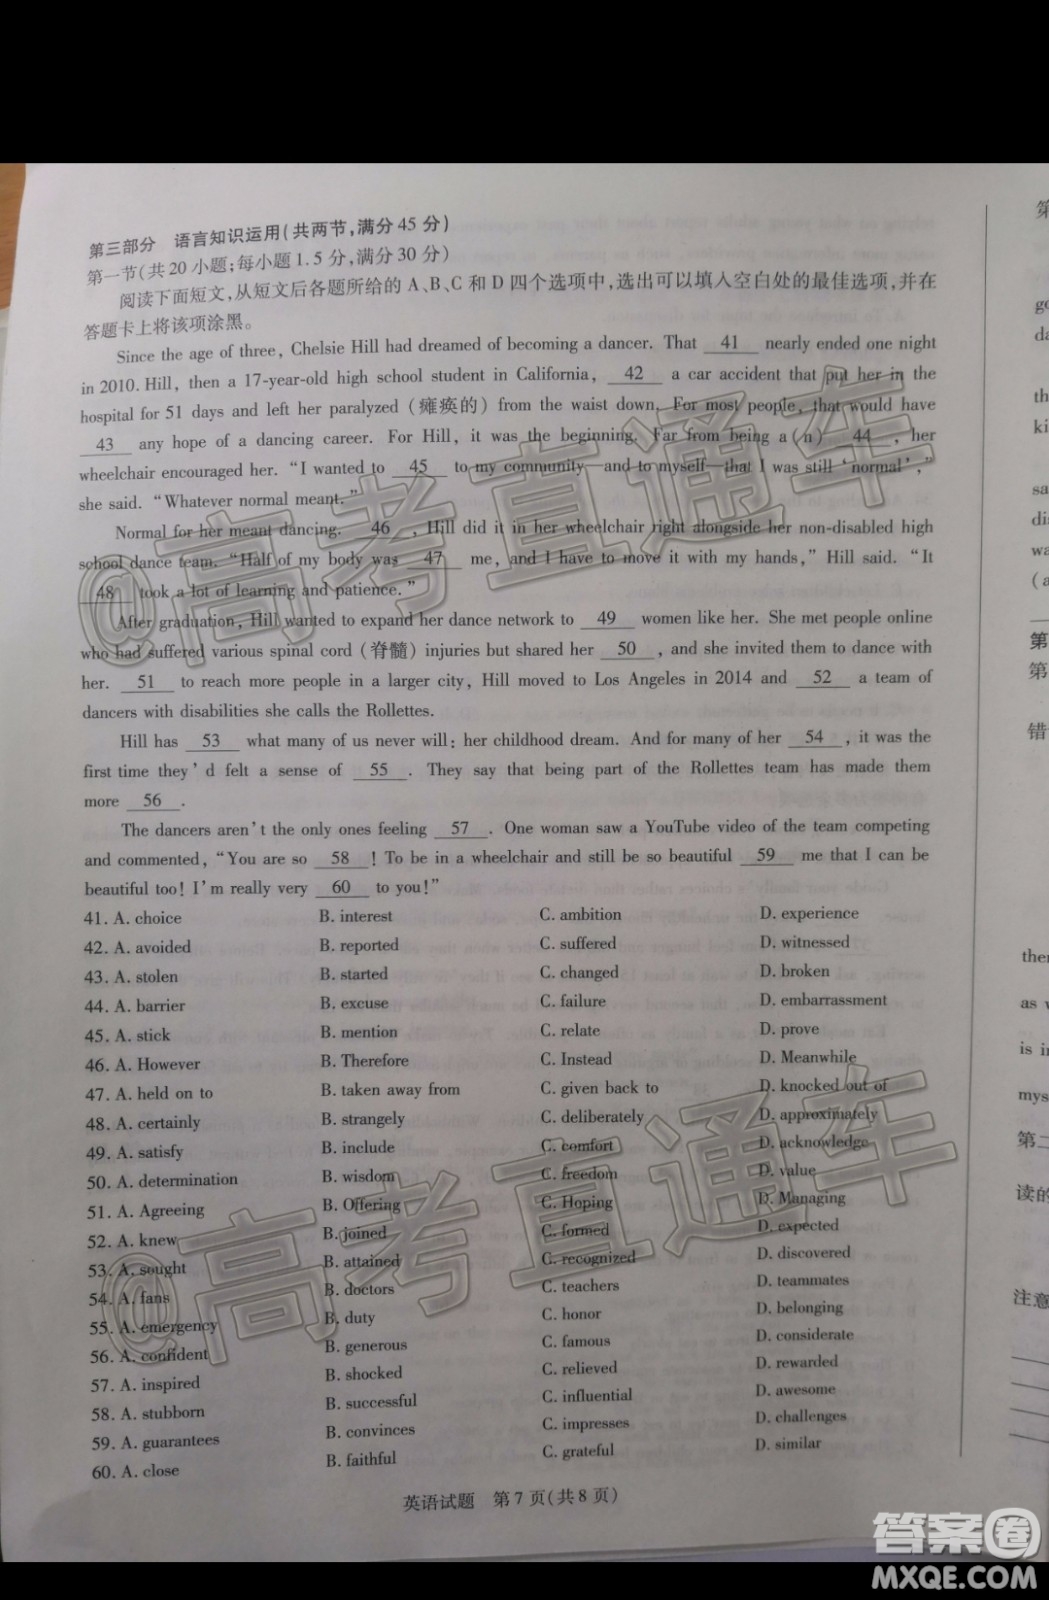 第三部分 语言知识运用(共两节,满分45分)
第一节(共20小题;每小题1.5分,满分30分)
阅读下面短文,从短文后各题所给的A、B、C和D四个选项中,选出可以填入空白处的最佳选项,并在
答题卡上将该项涂黑。
Since the age of three, Chelsie Hill had dreamed of becoming a dancer. That 41 nearly ended one night
in 2010. Hill, then a 17-year-old high school student in California, 42 a car accident that put her in the
hospital for 51 days and left her paralyzed (瘫痪的) from the waist down. For most people, that would have
43 any hope of a dancing career. For Hill, it was the beginning. Far from being a(n) 44 , her
wheelchair encouraged her. “I wanted to 45 to my community—and to myself—that I was still ‘normal’,”
she said. “Whatever normal meant.”
Normal for her meant dancing. 46 , Hill did it in her wheelchair right alongside her non-disabled high
school dance team. “Half of my body was 47 me, and I have to move it with my hands,” Hill said. “It
48 took a lot of learning and patience.”
After graduation, Hill wanted to expand her dance network to 49 women like her. She met people online
who had suffered various spinal cord (脊髓) injuries but shared her 50 , and she invited them to dance with
her. 51 to reach more people in a larger city, Hill moved to Los Angeles in 2014 and 52 a team of
dancers with disabilities she calls the Rollettes.
Hill has 53 what many of us never will: her childhood dream. And for many of her 54 , it was the
first time they’d felt a sense of 55 . They say that being part of the Rollettes team has made them
more 56 .
The dancers aren’t the only ones feeling 57 . One woman saw a YouTube video of the team competing
and commented, “You are so 58 ! To be in a wheelchair and still be so beautiful 59 me that I can be
beautiful too! I’m really very 60 to you!”
41. A. choice B. interest C. ambition D. experience
42. A. avoided B. reported C. suffered D. witnessed
43. A. stolen B. started C. changed D. broken
44. A. barrier B. excuse C. failure D. embarrassment
45. A. stick B. mention C. relate D. prove
46. A. However B. Therefore C. Instead D. Meanwhile
47. A. held on to B. taken away from C. given back to D. knocked out of
48. A. certainly B. strangely C. deliberately D. approximately
49. A. satisfy B. include C. comfort D. acknowledge
50. A. determination B. wisdom C. freedom D. value
51. A. Agreeing B. Offering C. Hoping D. Managing
52. A. knew B. joined C. formed D. expected
53. A. sought B. attained C. recognized D. discovered
54. A. fans B. doctors C. teachers D. teammates
55. A. emergency B. duty C. honor D. belonging
56. A. confident B. generous C. famous D. considerate
57. A. inspired B. shocked C. relieved D. rewarded
58. A. stubborn B. successful C. influential D. awesome
59. A. guarantees B. convinces C. impresses D. challenges
60. A. close B. faithful C. grateful D. similar
英语试题 第7页(共8页)
@高考直通车
@高考直通车
答案圈
MXQE.COM